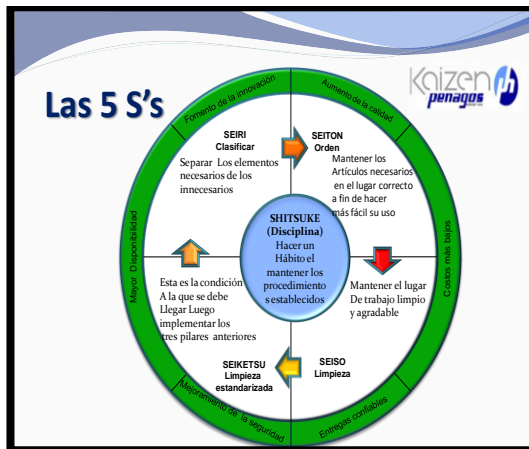 Las 5 S's
Kaizen
penagos
Fomento de la innovación
Aumento de la calidad
Mayor Disponibilidad
Costos más bajos
Mejoramiento de la seguridad
Entregas confiables
SEIRI
Clasificar
Separar Los elementos
necesarios de los
innecesarios
SEITON
Orden
Mantener los
Artículos necesarios
en el lugar correcto
a fin de hacer
más fácil su uso
SHITSUKE
(Disciplina)
Hacer un
Hábito el
mantener los
procedimiento
s establecidos
Esta es la condición
A la que se debe
Llegar Luego
implementar los
tres pilares anteriores
Mantener el lugar
De trabajo limpio
y agradable
SEIKETSU
Limpieza
estandarizada
SEISO
Limpieza